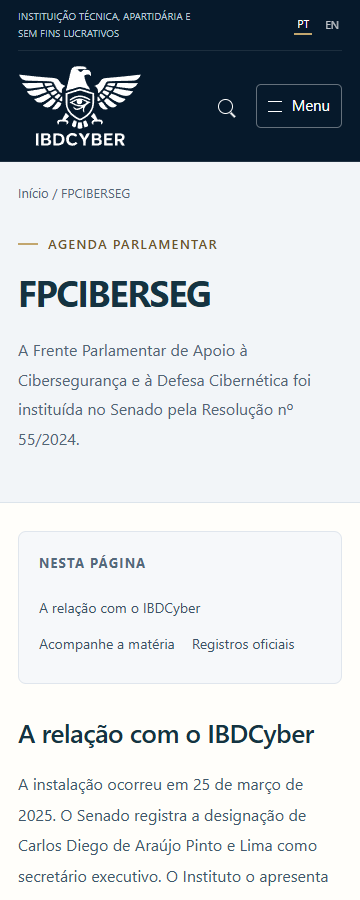 INSTITUIÇÃO TÉCNICA, APARTIDÁRIA E
SEM FINS LUCRATIVOS
PT
EN
IBDCYBER
Menu
Início / FPCIBERSEG
AGENDA PARLAMENTAR
FPCIBERSEG
A Frente Parlamentar de Apoio à
Cibersegurança e à Defesa Cibernética foi
instituída no Senado pela Resolução nº
55/2024.
NESTA PÁGINA
A relação com o IBDCyber
Acompanhe a matéria
Registros oficiais
A relação com o IBDCyber
A instalação ocorreu em 25 de março de
2025. O Senado registra a designação de
Carlos Diego de Araújo Pinto e Lima como
secretário executivo. O Instituto o apresenta